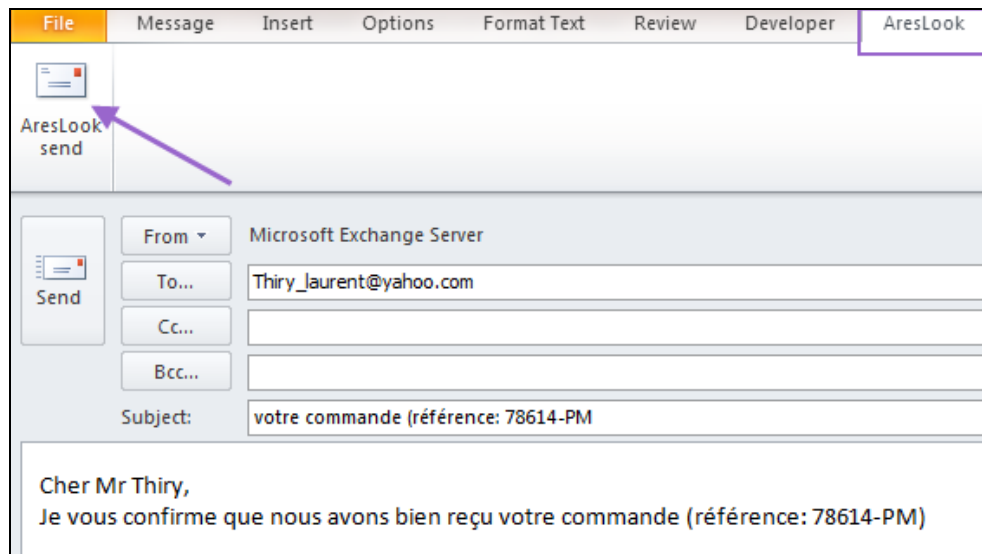 File Message Insert Options Format Text Review Developer AresLook
AresLook
send
From Microsoft Exchange Server
Send
To... Thiry_laurent@yahoo.com
Cc...
Bcc...
Subject: votre commande (référence: 78614-PM
Cher Mr Thiry,
Je vous confirme que nous avons bien reçu votre commande (référence: 78614-PM)